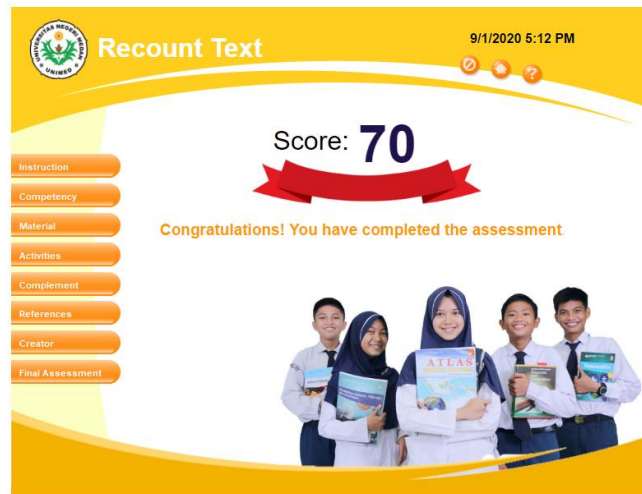 UNIVERSITAS NEGERI MEDAN
UNIMED
Recount Text
9/1/2020 5:12 PM
?
Score: 70
Congratulations! You have completed the assessment.
Instruction
Competency
Material
Activities
Complement
References
Creator
Final Assessment
ATLAS